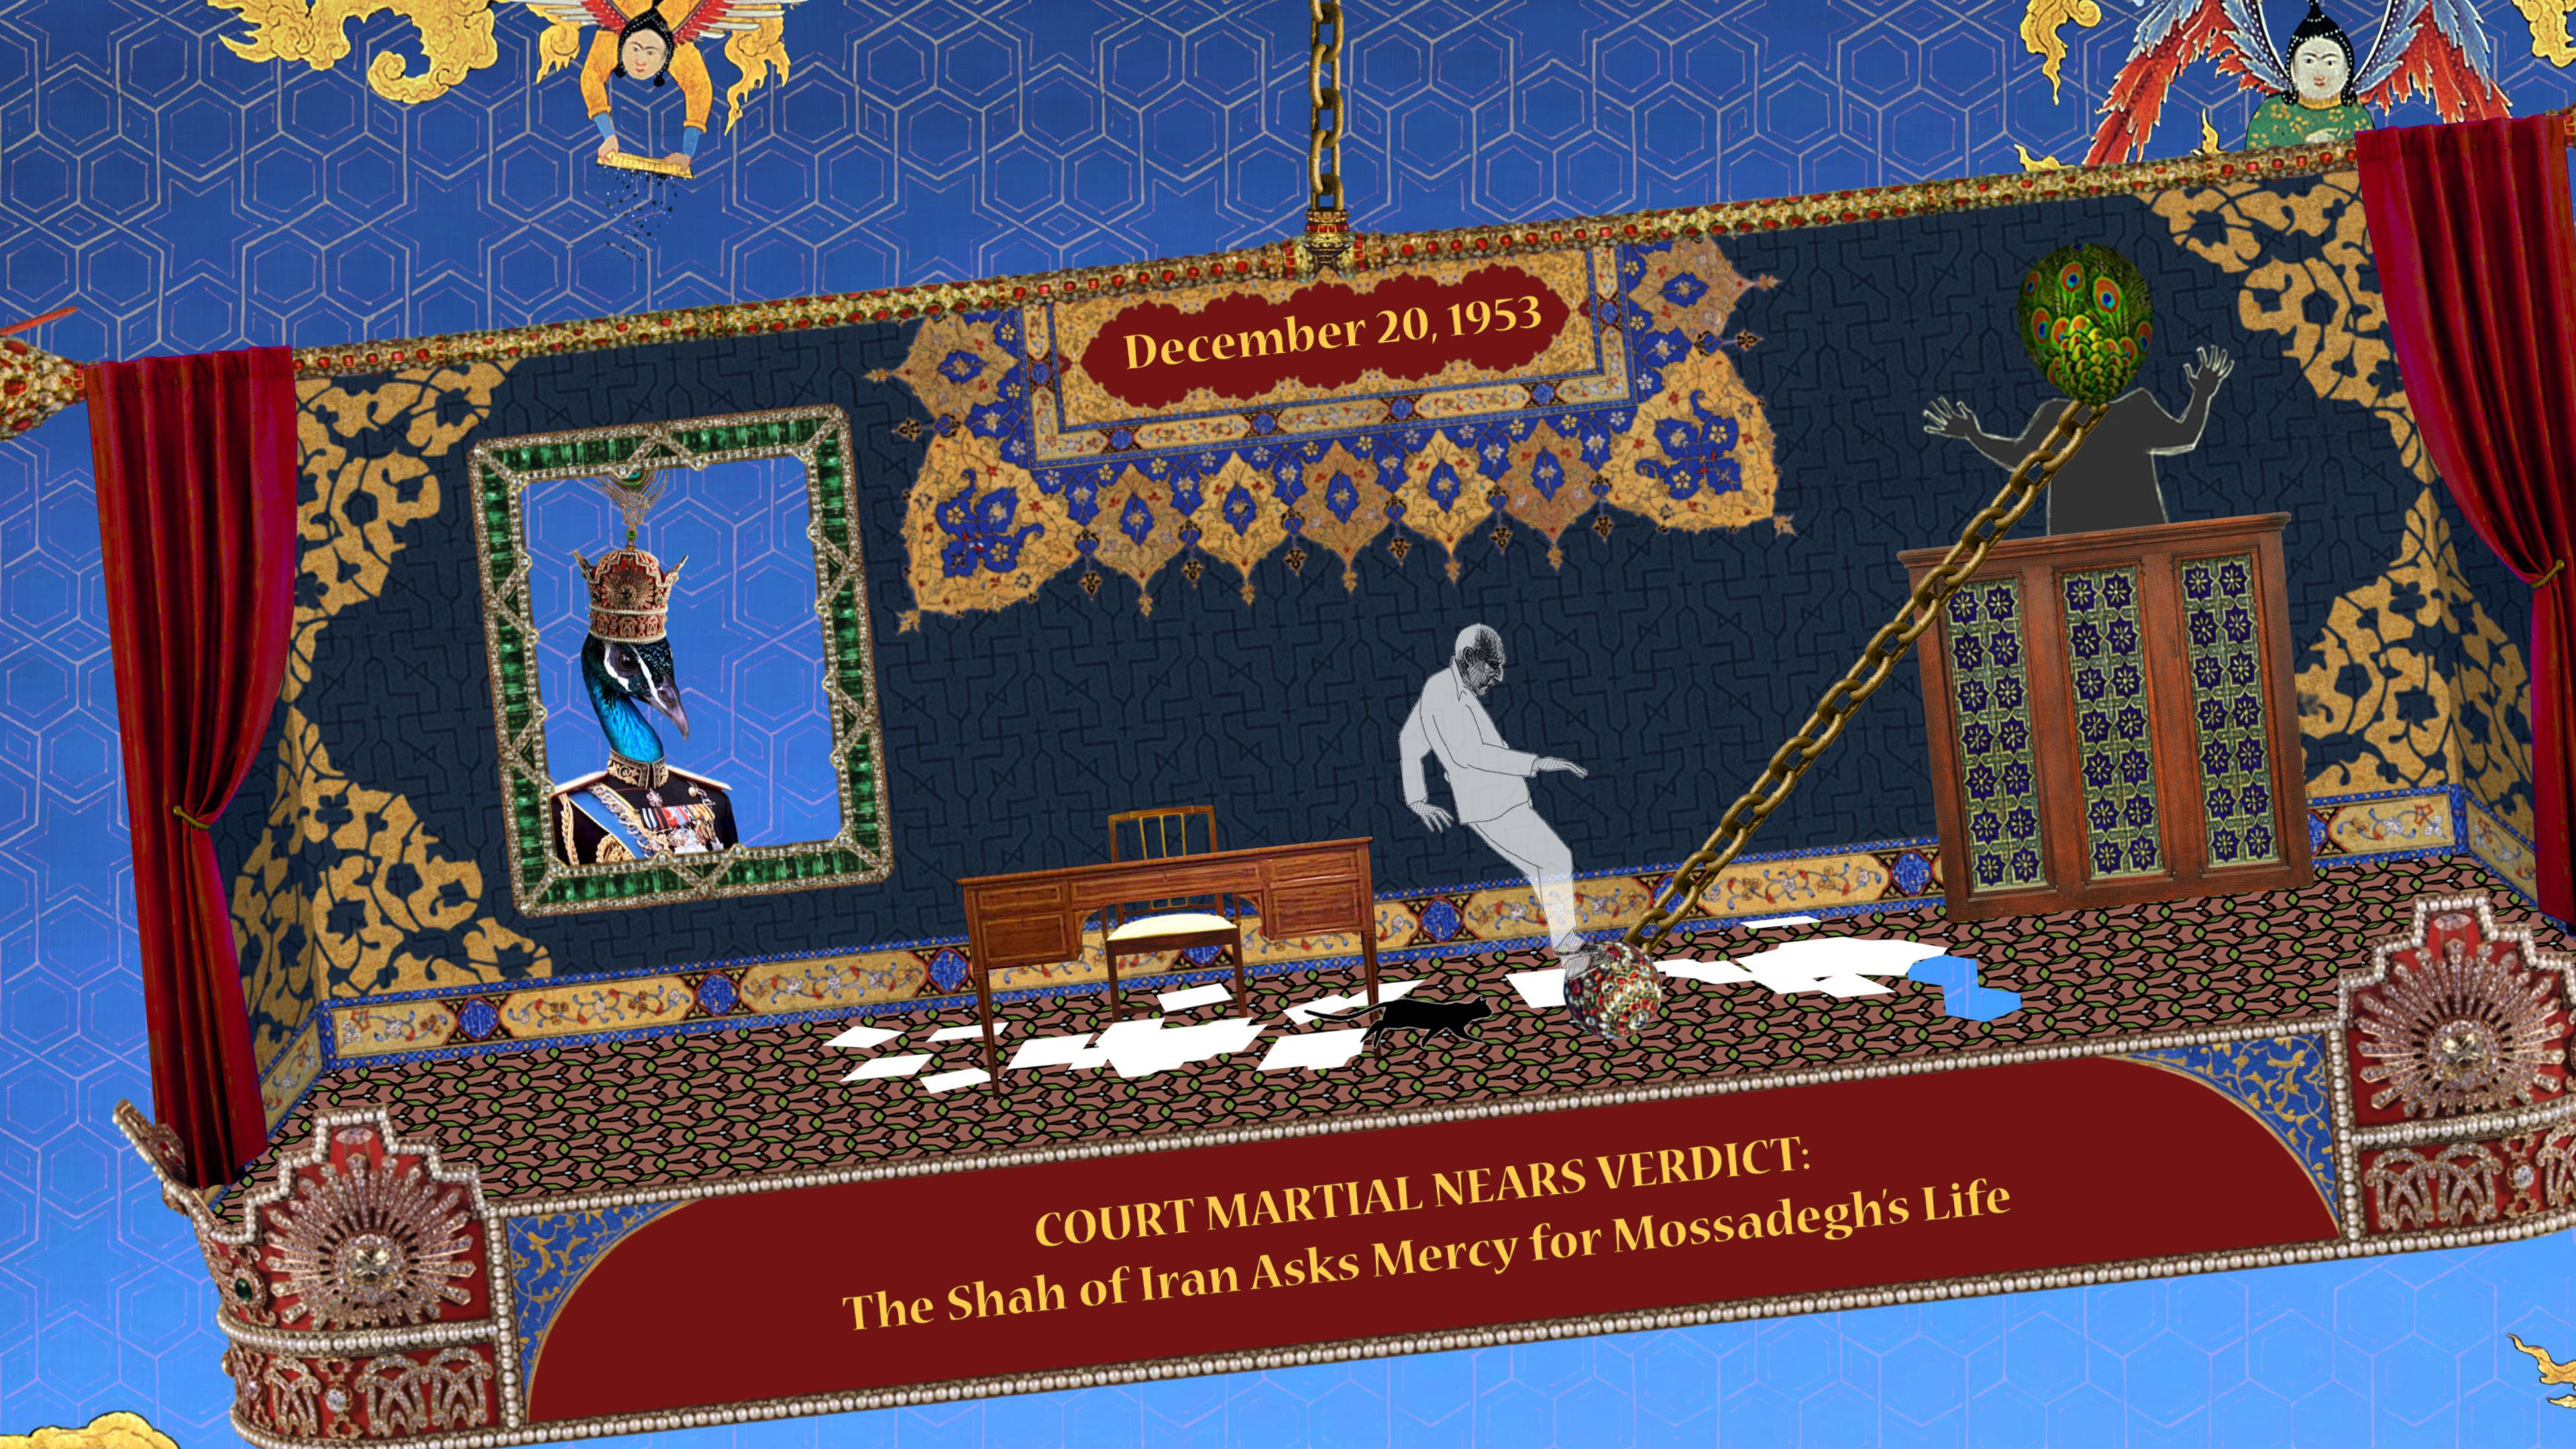 December 20, 1953
COURT MARTIAL NEARS VERDICT:
The Shah of Iran Asks Mercy for Mossadegh's Life